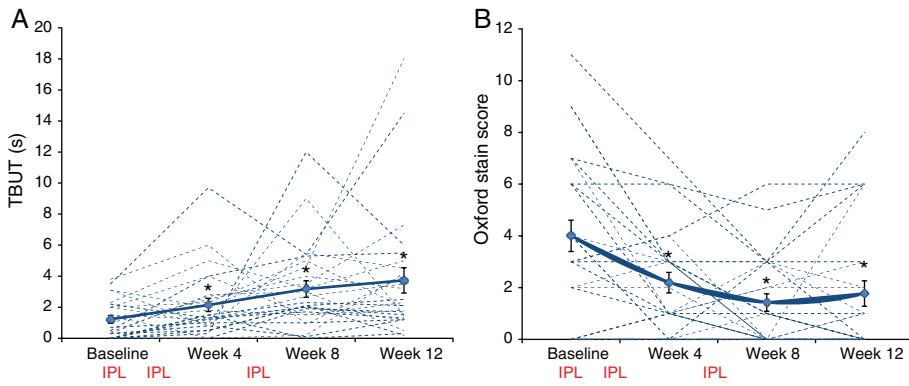 A
TBUT (s)
20
18
16
14
12
10
8
6
4
2
0
* * *
Baseline Week 4 Week 8 Week 12
IPL IPL IPL
B
Oxford stain score
12
10
8
6
4
2
0
* * *
Baseline Week 4 Week 8 Week 12
IPL IPL IPL